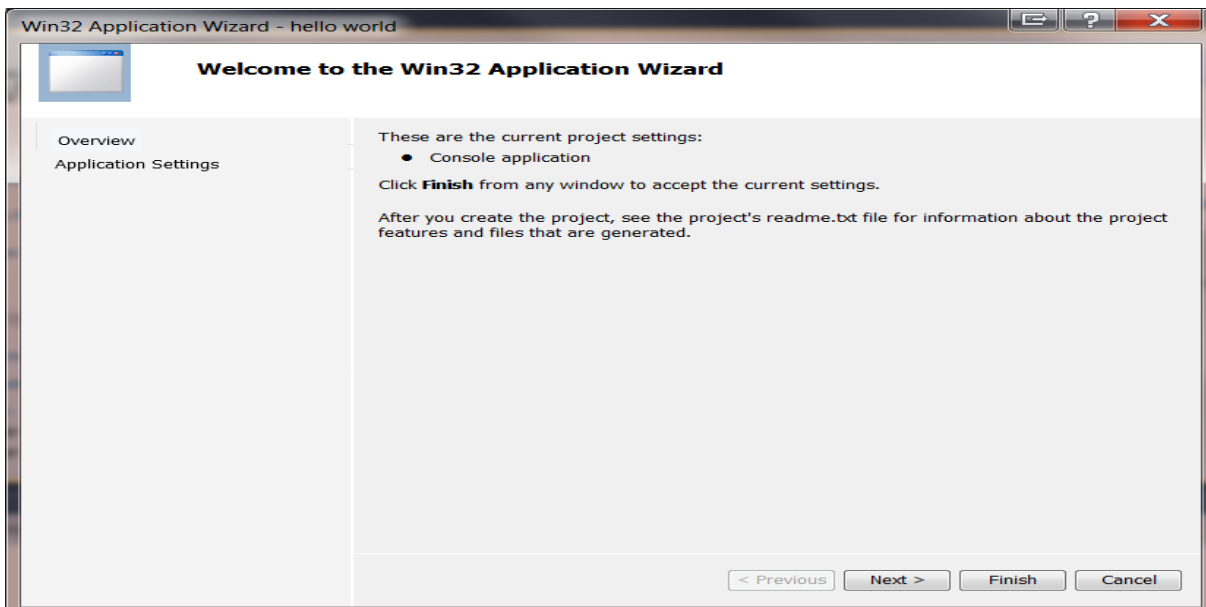 Win32 Application Wizard - hello world
Welcome to the Win32 Application Wizard
Overview
Application Settings
These are the current project settings:
● Console application
Click Finish from any window to accept the current settings.
After you create the project, see the project's readme.txt file for information about the project
features and files that are generated.
< Previous Next > Finish Cancel